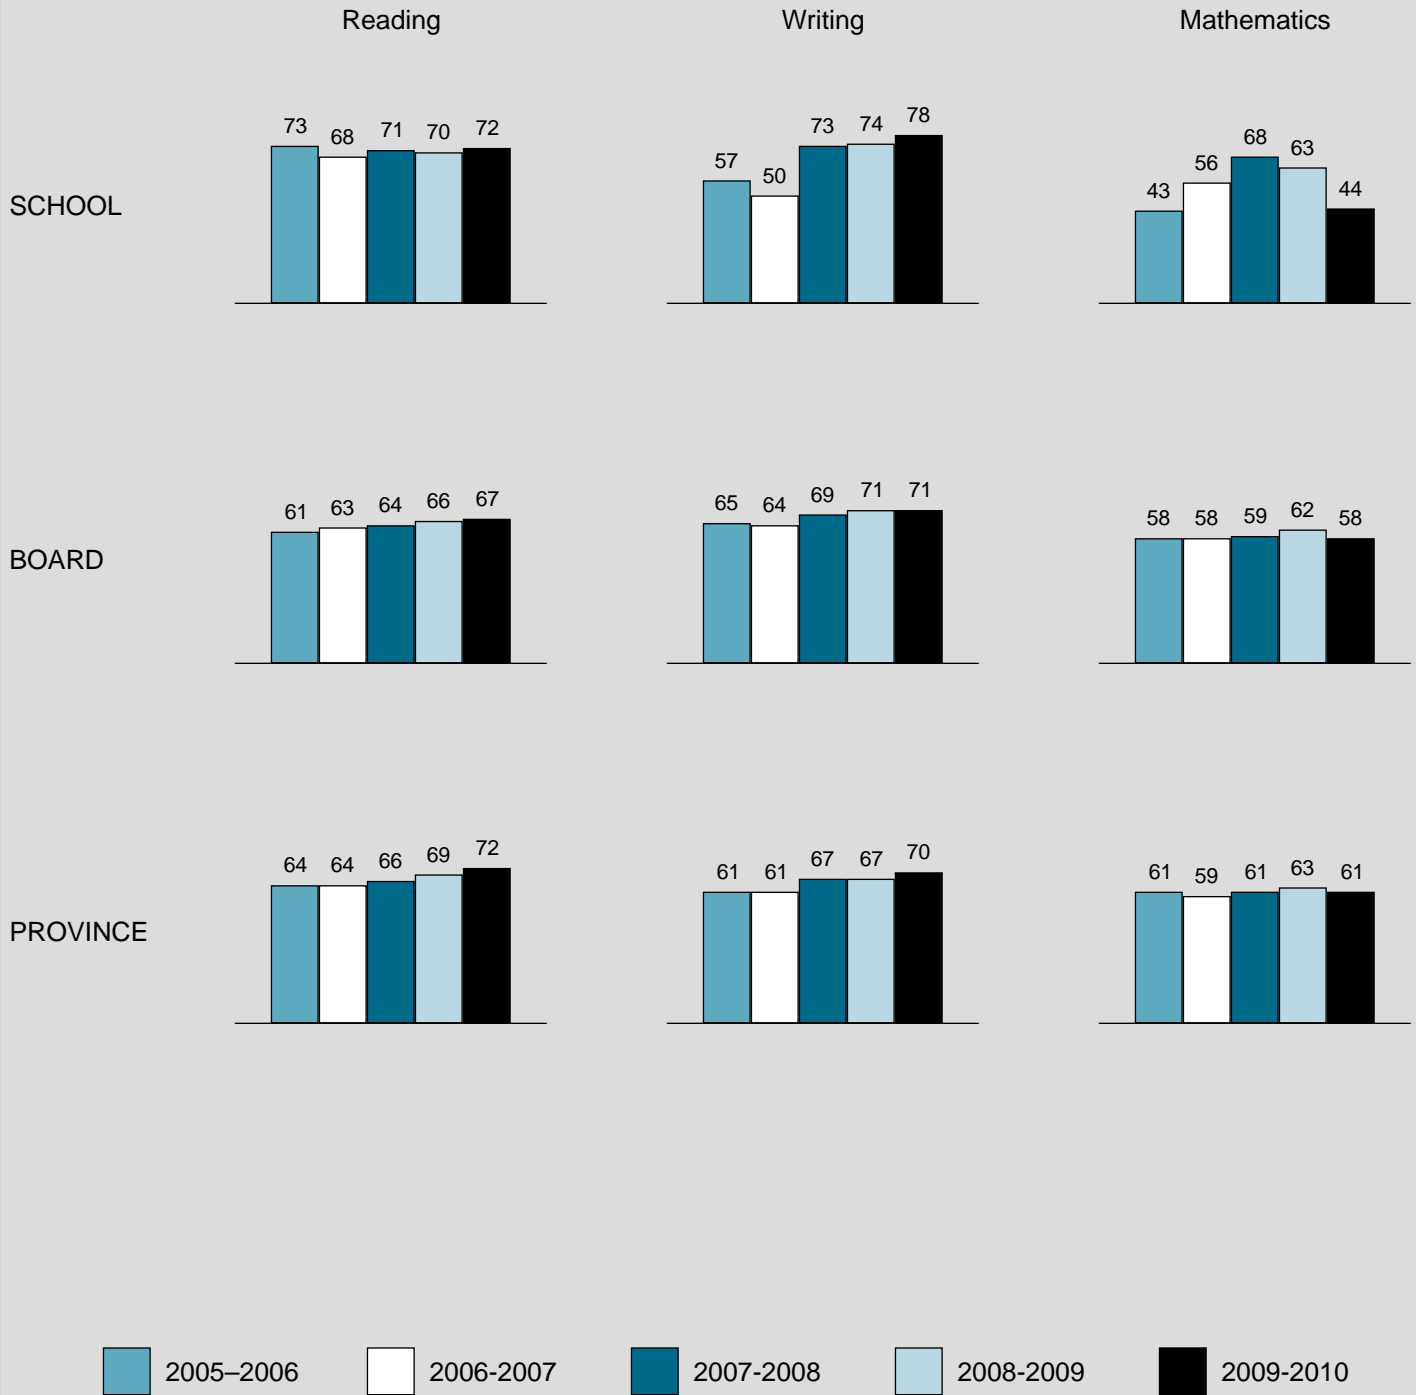 Reading Writing Mathematics
73 68 71 70 72 57 50 73 74 78 43 56 68 63 44
SCHOOL
61 63 64 66 67 65 64 69 71 71 58 58 59 62 58
BOARD
64 64 66 69 72 61 61 67 67 70 61 59 61 63 61
PROVINCE
2005–2006 2006-2007 2007-2008 2008-2009 2009-2010